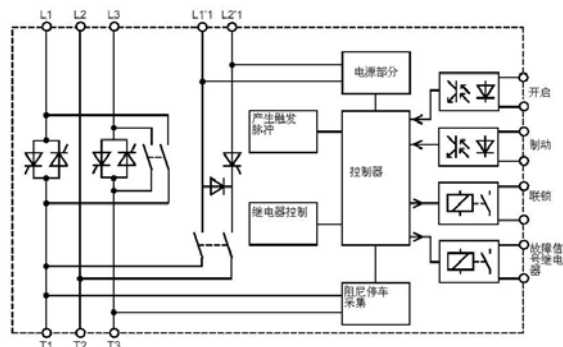 L1 L2 L3 L1"1 L2"1
电源部分
开启
产生触发
脉冲
制动
控制器
联锁
继电器控制
故障信
号继电
器
阻尼停车
采集
T1 T2 T3